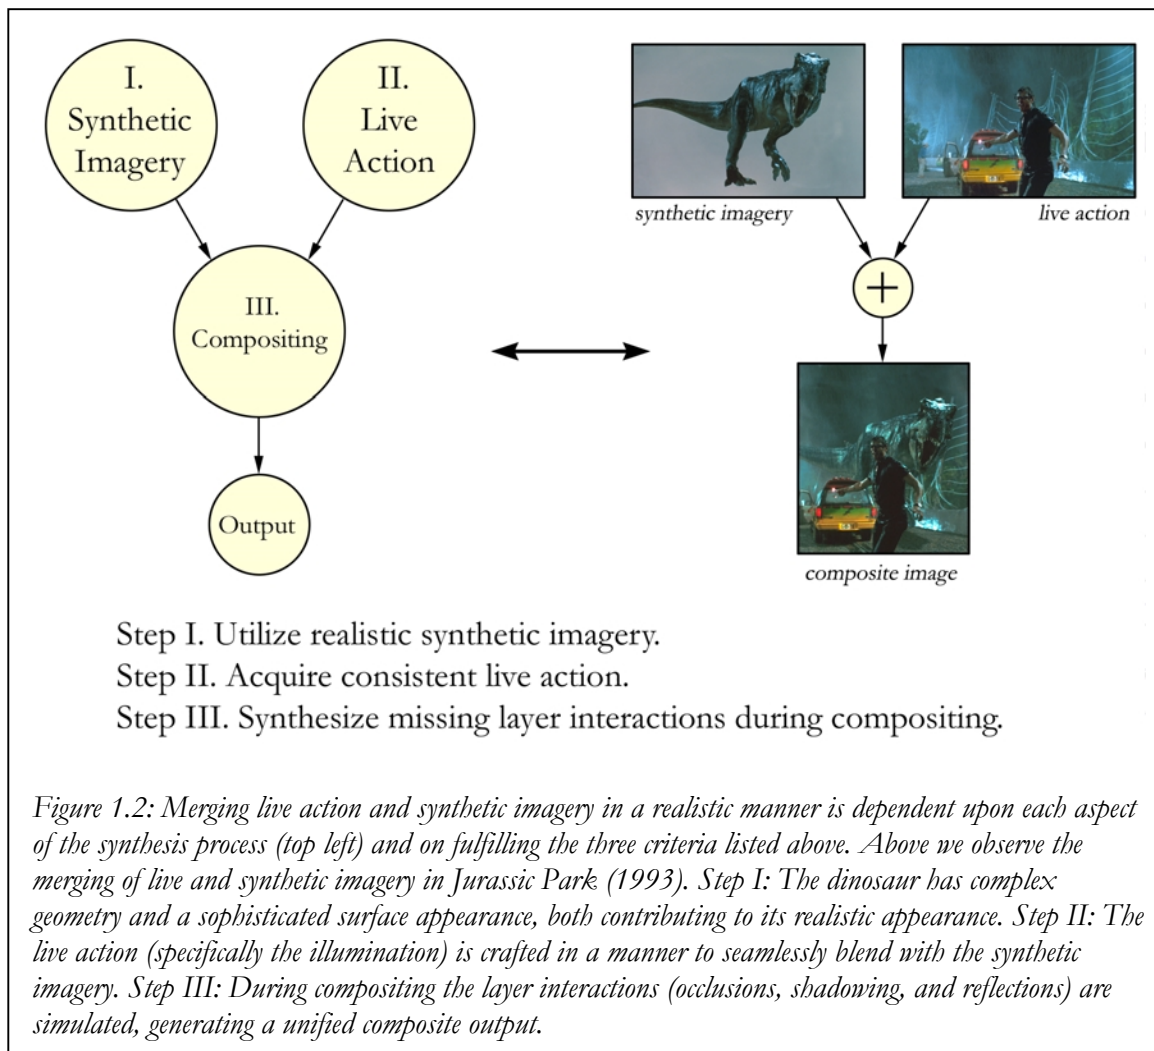 I.
Synthetic
Imagery
II.
Live
Action
III.
Compositing
Output
synthetic imagery
live action
+
composite image
Step I. Utilize realistic synthetic imagery.
Step II. Acquire consistent live action.
Step III. Synthesize missing layer interactions during compositing.
Figure 1.2: Merging live action and synthetic imagery in a realistic manner is dependent upon each aspect
of the synthesis process (top left) and on fulfilling the three criteria listed above. Above we observe the
merging of live and synthetic imagery in Jurassic Park (1993). Step I: The dinosaur has complex
geometry and a sophisticated surface appearance, both contributing to its realistic appearance. Step II: The
live action (specifically the illumination) is crafted in a manner to seamlessly blend with the synthetic
imagery. Step III: During compositing the layer interactions (occlusions, shadowing, and reflections) are
simulated, generating a unified composite output.